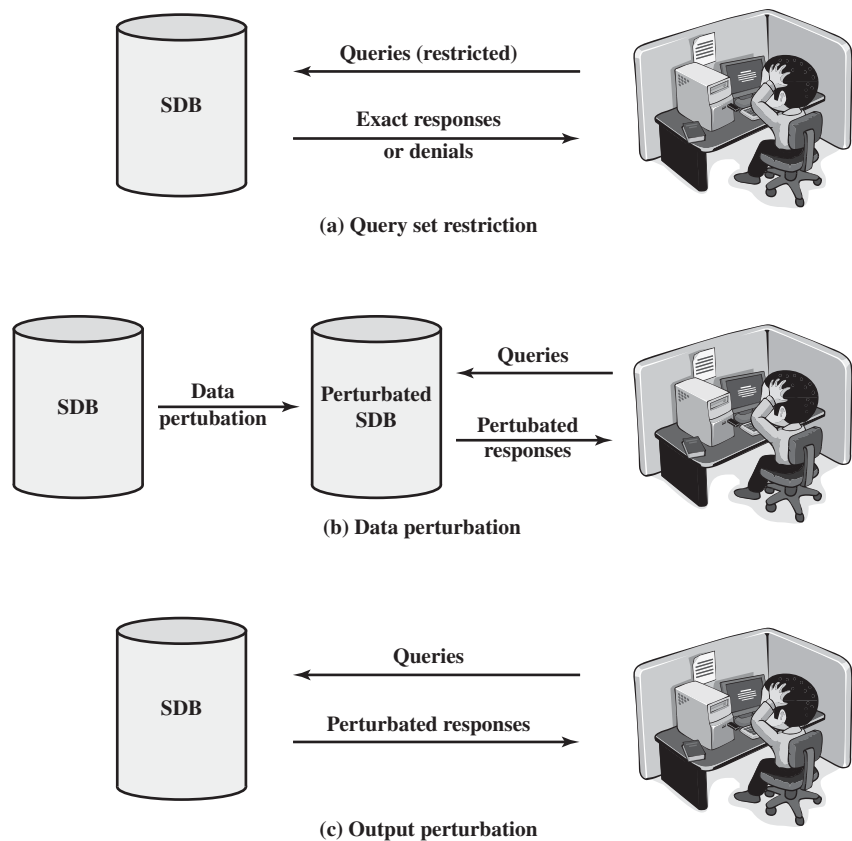 Queries (restricted)
SDB
Exact responses
or denials
(a) Query set restriction
SDB
Data
pertubation
Perturbated
SDB
Queries
Pertubated
responses
(b) Data perturbation
SDB
Queries
Perturbated responses
(c) Output perturbation